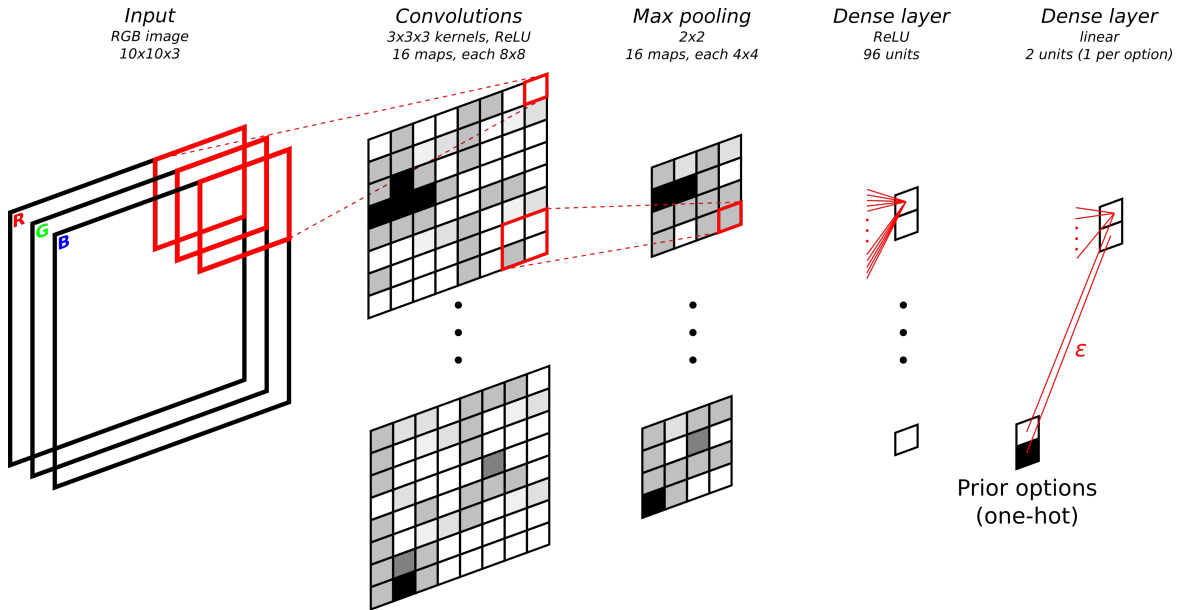 Input
RGB image
10x10x3
Convolutions
3x3x3 kernels, ReLU
16 maps, each 8x8
Max pooling
2x2
16 maps, each 4x4
Dense layer
ReLU
96 units
Dense layer
linear
2 units (1 per option)
R
G
B
ε
Prior options
(one-hot)